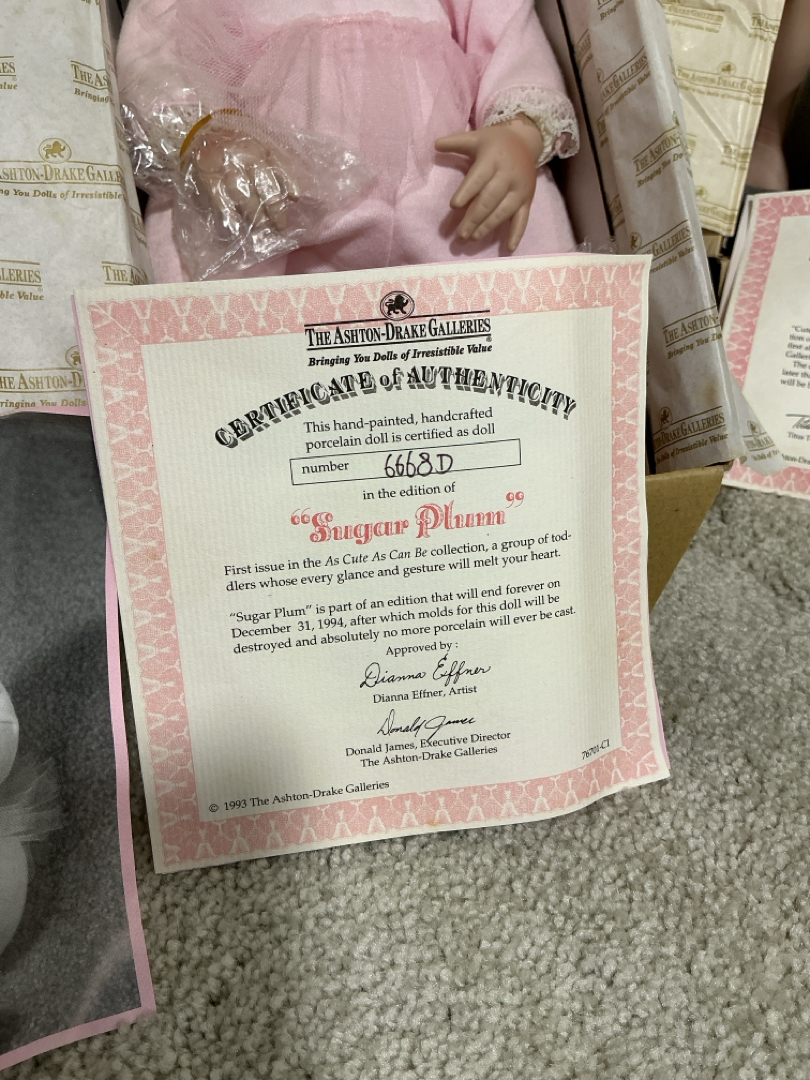 THE ASHTON-DRAKE GALLERIES
Bringing You Dolls of Irresistible Value
CERTIFICATE of AUTHENTICITY
This hand-painted, handcrafted
porcelain doll is certified as doll
number 6668D
in the edition of
"Sugar Plum"
First issue in the As Cute As Can Be collection, a group of tod-
dlers whose every glance and gesture will melt your heart.
"Sugar Plum" is part of an edition that will end forever on
December 31, 1994, after which molds for this doll will be
destroyed and absolutely no more porcelain will ever be cast.
Approved by :
Dianna Effner
Dianna Effner, Artist
Donald James
Donald James, Executive Director
The Ashton-Drake Galleries
76701-C1
© 1993 The Ashton-Drake Galleries